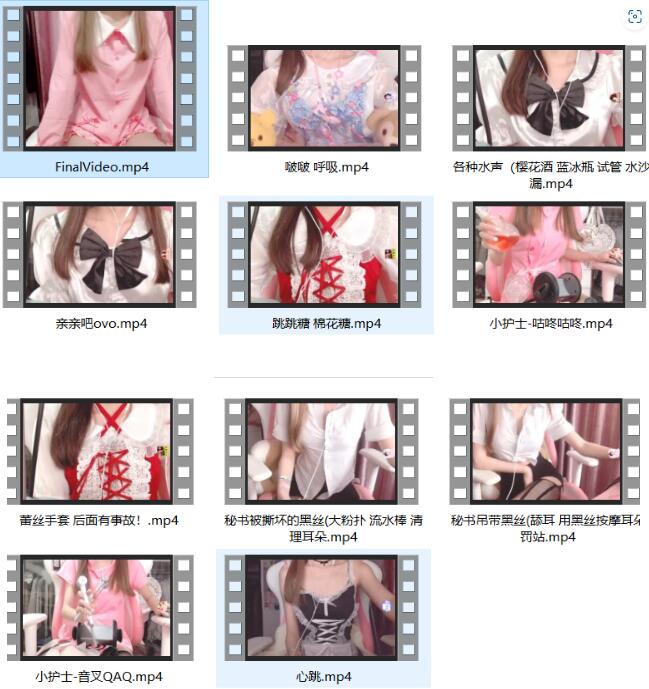 FinalVideo.mp4
啵啵 呼吸.mp4
各种水声（樱花酒 蓝冰瓶 试管 水沙
漏.mp4
亲亲吧ovo.mp4
跳跳糖 棉花糖.mp4
小护士-咕咚咕咚.mp4
蕾丝手套 后面有事故！.mp4
秘书被撕坏的黑丝(大粉扑 流水棒 清
理耳朵.mp4
秘书吊带黑丝(舔耳 用黑丝按摩耳朵
罚站.mp4
小护士-音叉QAQ.mp4
心跳.mp4